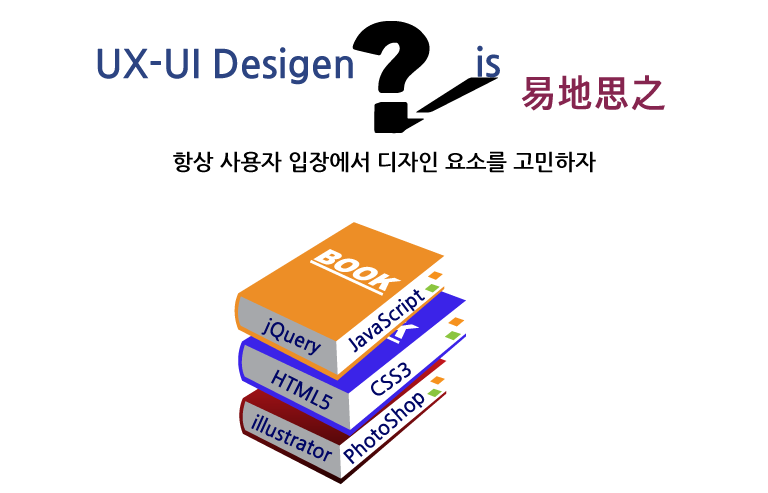 UX-UI Desigen ? is
易地思之
항상 사용자 입장에서 디자인 요소를 고민하자
BOOK
jQuery
JavaScript
K
HTML5
CSS3
illustrator
PhotoShop